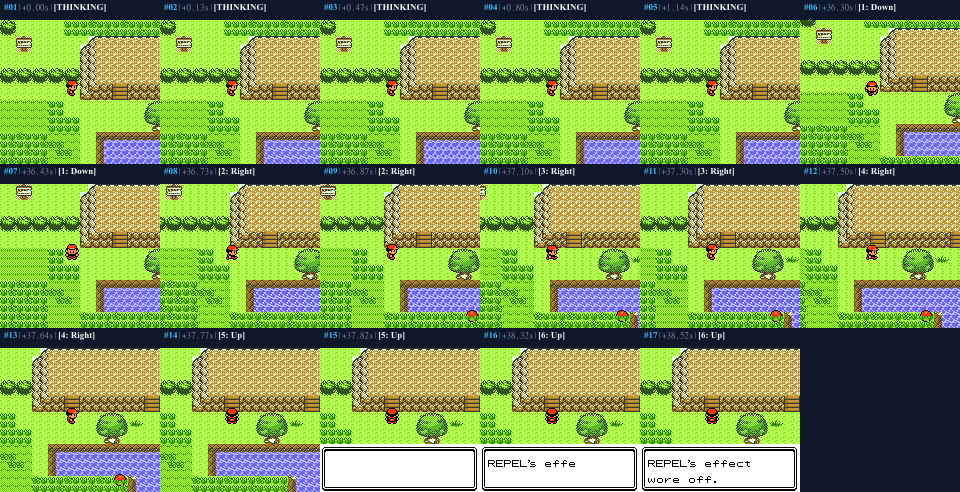 #01|+0.00s|[THINKING]
#02|+0.13s|[THINKING]
#03|+0.47s|[THINKING]
#04|+0.80s|[THINKING]
#05|+1.14s|[THINKING]
#06|+36.30s|[1: Down]
#07|+36.43s|[1: Down]
#08|+36.73s|[2: Right]
#09|+36.87s|[2: Right]
#10|+37.10s|[3: Right]
#11|+37.30s|[3: Right]
#12|+37.50s|[4: Right]
#13|+37.64s|[4: Right]
#14|+37.77s|[5: Up]
#15|+37.82s|[5: Up]
#16|+38.32s|[6: Up]
#17|+38.52s|[6: Up]
REPEL's effe
REPEL's effect
wore off.